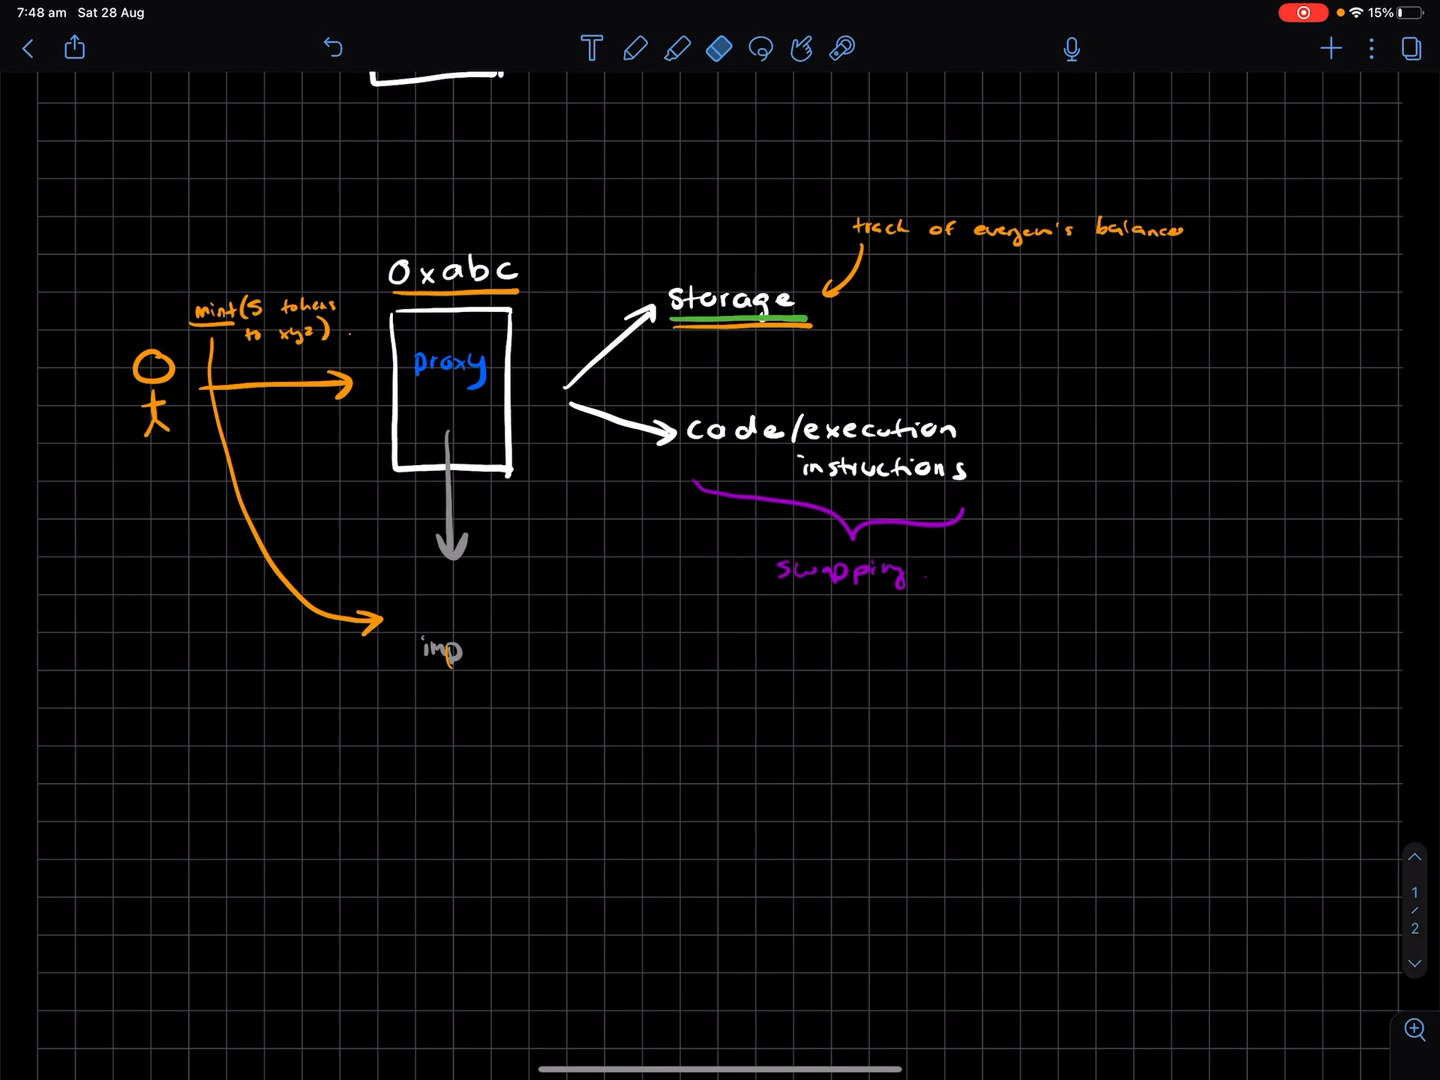 7:48 am Sat 28 Aug
15%
track of everyone's balances
0xabc
storage
mint(5 tokens
to xyz).
proxy
code/execution
instructions
swapping.
imp
1
/
2